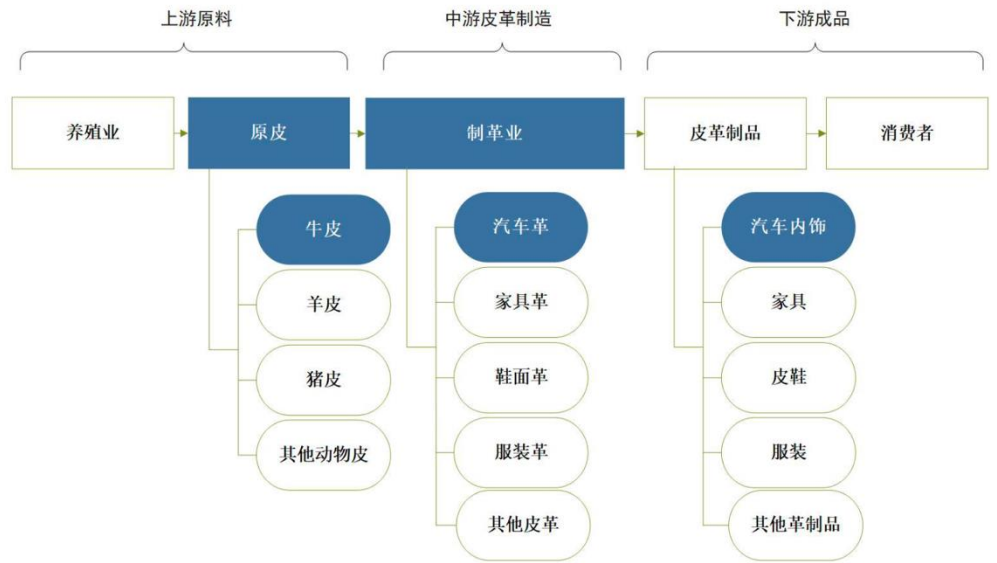 上游原料
中游皮革制造
下游成品
养殖业
原皮
制革业
皮革制品
消费者
牛皮
羊皮
猪皮
其他动物皮
汽车革
家具革
鞋面革
服装革
其他皮革
汽车内饰
家具
皮鞋
服装
其他革制品